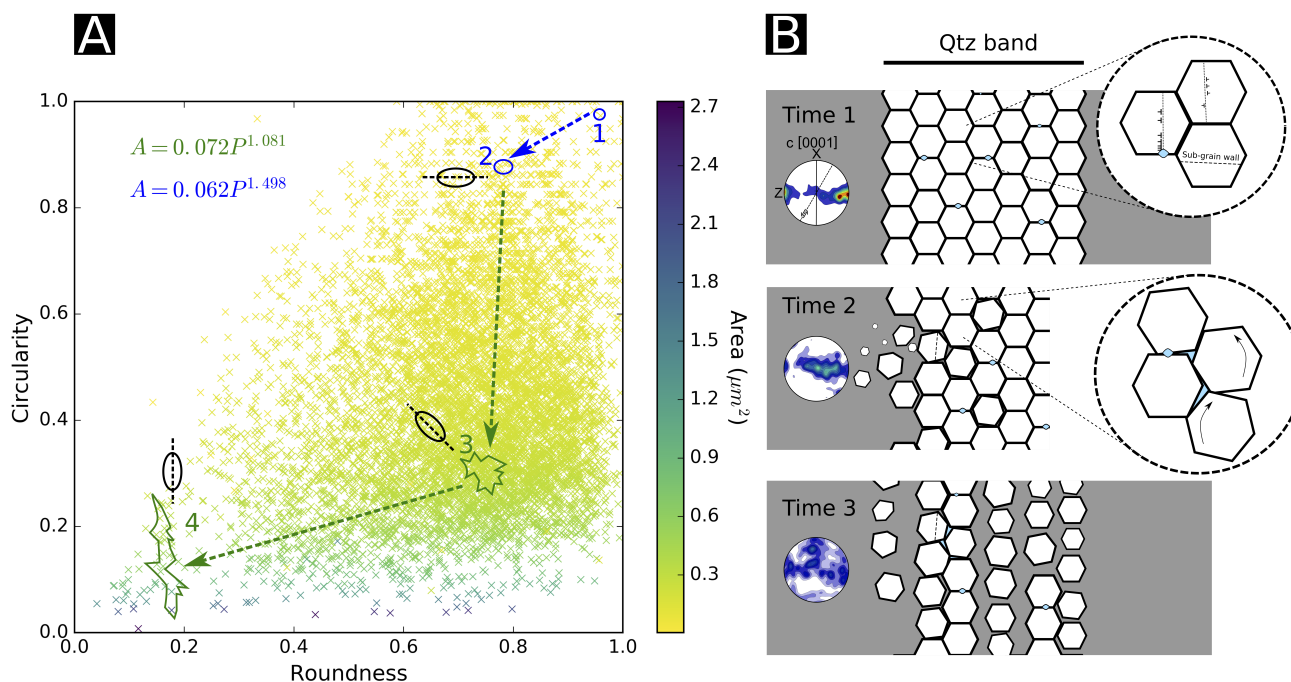 A
A = 0.072P^1.081
A = 0.062P^1.498
1
2
3
4
1.0
0.8
0.6
0.4
0.2
0.0
Circularity
0.0 0.2 0.4 0.6 0.8 1.0
Roundness
2.7
2.4
2.1
1.8
1.5
1.2
0.9
0.6
0.3
Area (μm²)
B
Qtz band
Time 1
c [0001]
X
Z
Sub-grain wall
Time 2
Time 3